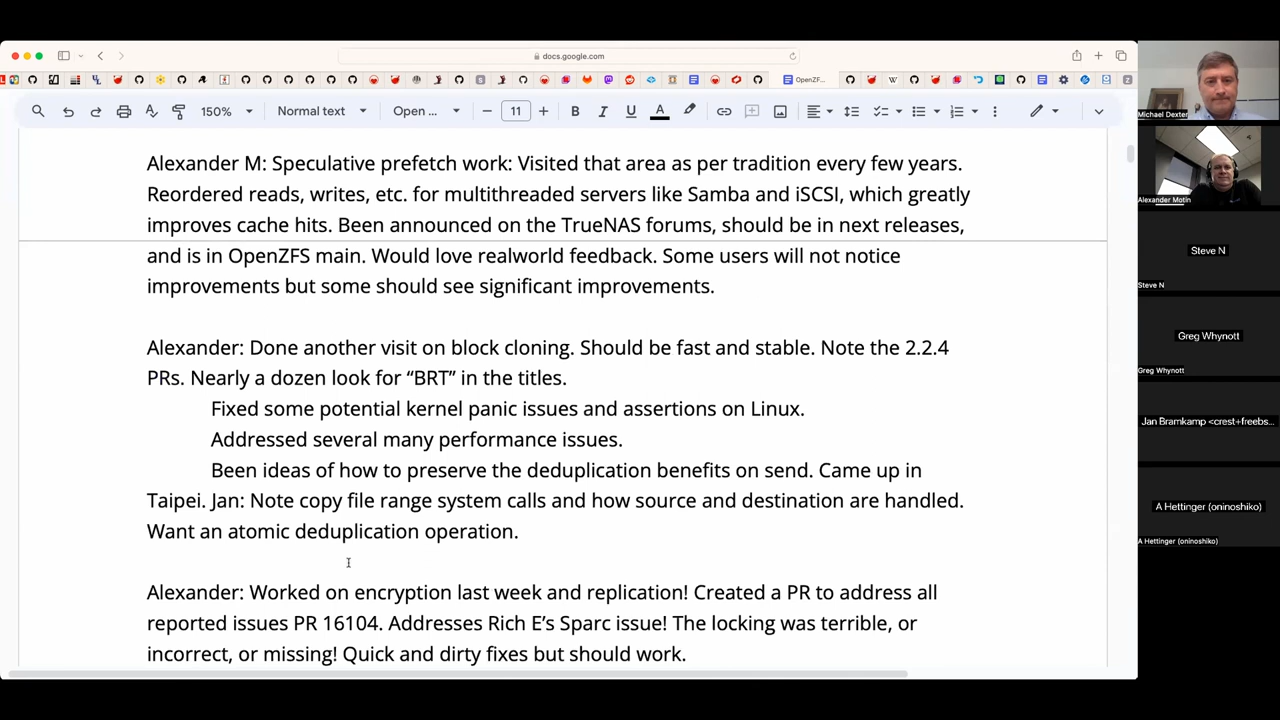 docs.google.com
OpenZF...
150%
Normal text
Open ...
11
Alexander M: Speculative prefetch work: Visited that area as per tradition every few years.
Reordered reads, writes, etc. for multithreaded servers like Samba and iSCSI, which greatly
improves cache hits. Been announced on the TrueNAS forums, should be in next releases,
and is in OpenZFS main. Would love realworld feedback. Some users will not notice
improvements but some should see significant improvements.
Alexander: Done another visit on block cloning. Should be fast and stable. Note the 2.2.4
PRs. Nearly a dozen look for “BRT” in the titles.
Fixed some potential kernel panic issues and assertions on Linux.
Addressed several many performance issues.
Been ideas of how to preserve the deduplication benefits on send. Came up in
Taipei. Jan: Note copy file range system calls and how source and destination are handled.
Want an atomic deduplication operation.
Alexander: Worked on encryption last week and replication! Created a PR to address all
reported issues PR 16104. Addresses Rich E’s Sparc issue! The locking was terrible, or
incorrect, or missing! Quick and dirty fixes but should work.
Michael Dexter
Alexander Motin
Steve N
Steve N
Greg Whynott
Greg Whynott
Jan Bramkamp <crest+freebs...
A Hettinger (oninoshiko)
A Hettinger (oninoshiko)